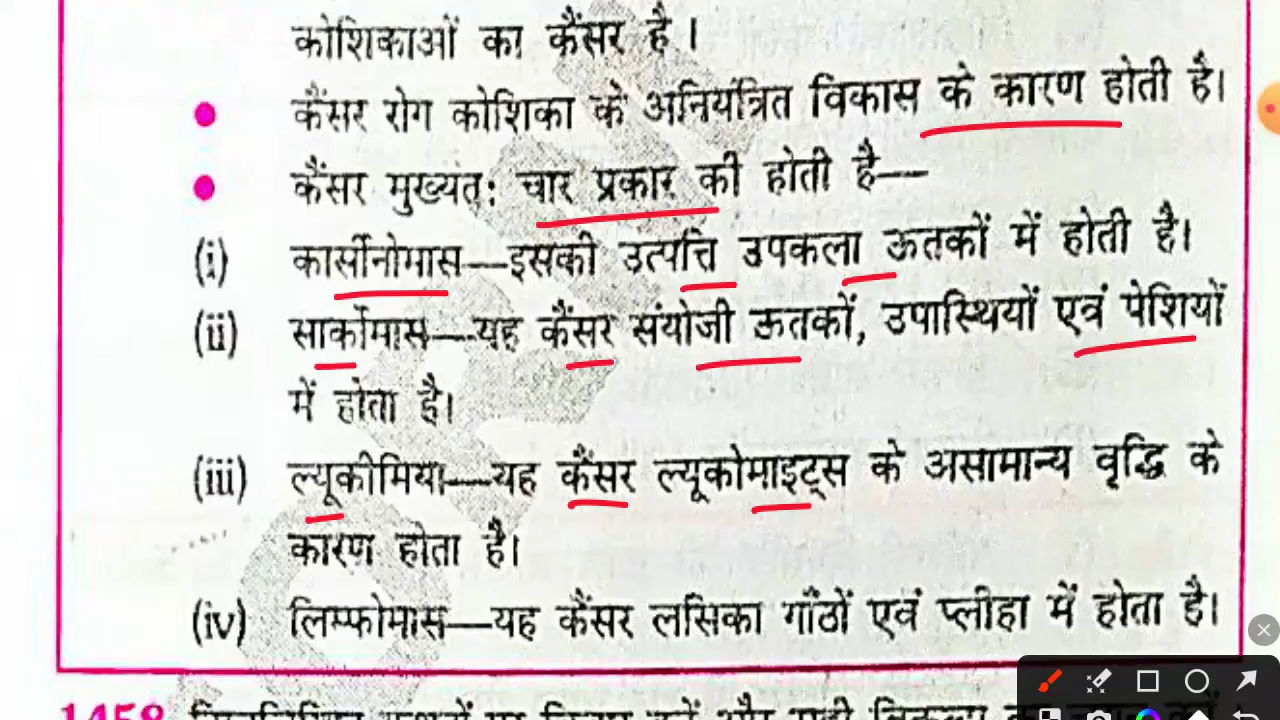 कोशिकाओं का कैंसर है ।
● कैंसर रोग कोशिका के अनियंत्रित विकास के कारण होती है।
● कैंसर मुख्यत: चार प्रकार की होती है—
(i) कार्सीनोमास—इसकी उत्पत्ति उपकला ऊतकों में होती है।
(ii) सार्कोमास—यह कैंसर संयोजी ऊतकों, उपास्थियों एवं पेशियों
में होता है।
(iii) ल्यूकीमिया—यह कैंसर ल्यूकोमाइट्स के असामान्य वृद्धि के
कारण होता है।
(iv) लिम्फोमास—यह कैंसर लसिका गाँठों एवं प्लीहा में होता है।
1458